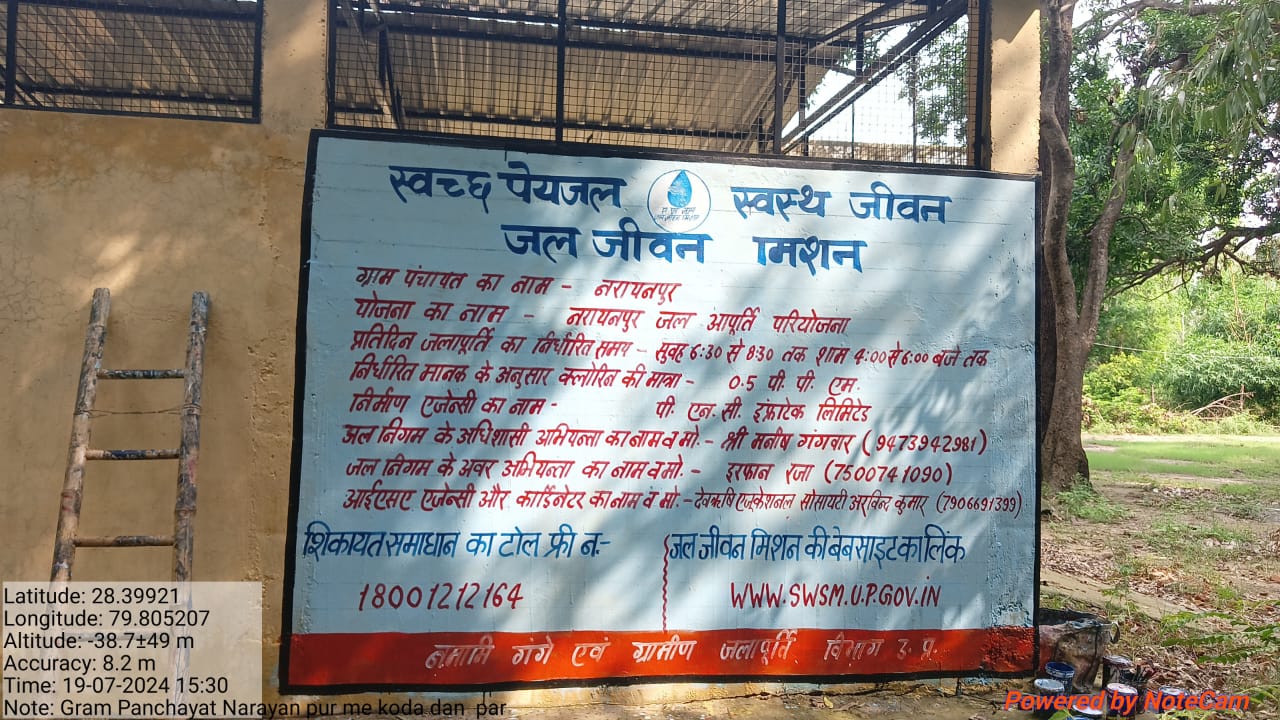 स्वच्छ पेयजल स्वस्थ जीवन
जल जीवन मिशन
ग्राम पंचायत का नाम - नरायनपुर
योजना का नाम - नरायनपुर जल आपूर्ति परियोजना
प्रतिदिन जलापूर्ति का निर्धारित समय - सुवह 6:30 से 8:30 तक शाम 4:00 से 6:00 बजे तक
निर्धारित मानक के अनुसार क्लोरिन की मात्रा - 0.5 पी. पी. एम.
निर्माण एजेन्सी का नाम - पी. एन. सी. इंफ्राटेक लिमिटेड
जल निगम के अधिशासी अभियन्ता का नाम व मो. - श्री मनीष गंगवार (9473942981)
जल निगम के अवर अभियन्ता का नाम व मो. - इरफान रजा (7500741090)
आईएसए एजेन्सी और कार्डिनेटर का नाम व मो. - देवऋषि एजूकेशनल सोसायटी अरविन्द कुमार (7906691399)
शिकायत समाधान का टोल फ्री न:-
18001212164
जल जीवन मिशन की बेबसाइट का लिंक
WWW.SWSM.U.P.GOV.IN
नमामि गंगे एवं ग्रामीण जलापूर्ति विभाग उ. प्र.
Latitude: 28.39921
Longitude: 79.805207
Altitude: -38.7±49 m
Accuracy: 8.2 m
Time: 19-07-2024 15:30
Note: Gram Panchayat Narayan pur me koda dan par
Powered by NoteCam